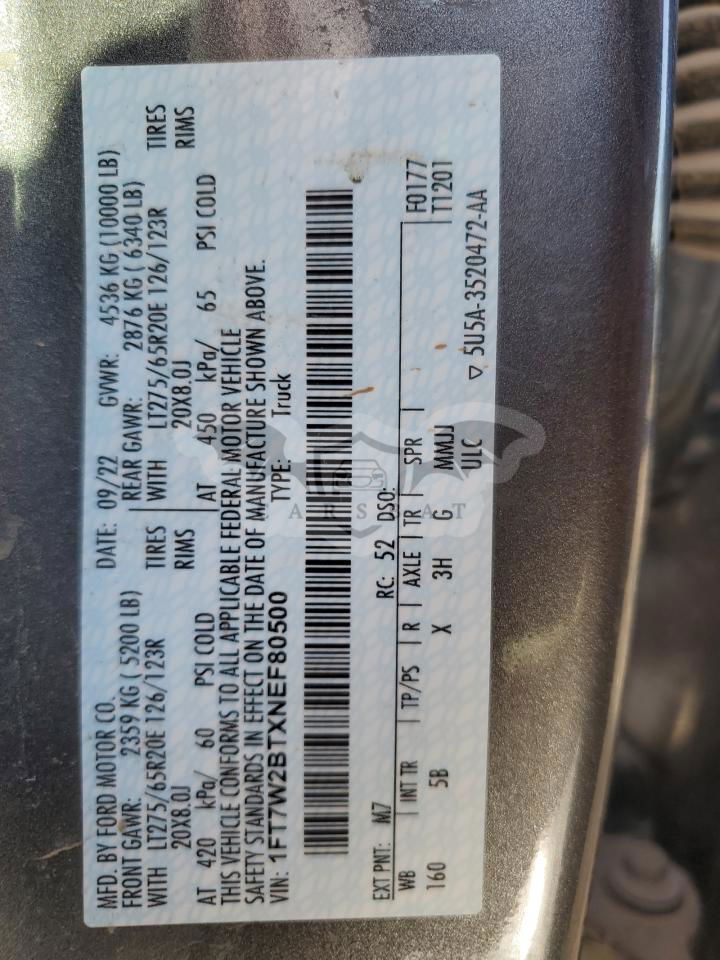 MFD. BY FORD MOTOR CO. DATE: 09/22 GVWR: 4536 KG (10000 LB)
FRONT GAWR: 2359 KG ( 5200 LB) REAR GAWR: 2876 KG ( 6340 LB)
WITH LT275/65R20E 126/123R TIRES WITH LT275/65R20E 126/123R TIRES
20X8.0J RIMS 20X8.0J RIMS
AT 420 kPa/ 60 PSI COLD AT 450 kPa/ 65 PSI COLD
THIS VEHICLE CONFORMS TO ALL APPLICABLE FEDERAL MOTOR VEHICLE
SAFETY STANDARDS IN EFFECT ON THE DATE OF MANUFACTURE SHOWN ABOVE.
VIN: 1FT7W2BTXNEF80500 TYPE: Truck
CARSBAT
EXT PNT: M7 RC: 52 DSO: F0177
WB INT TR TP/PS R AXLE TR SPR T1201
160 5B X 3H G MMJJ
ULC ▽ 5U5A-3520472-AA